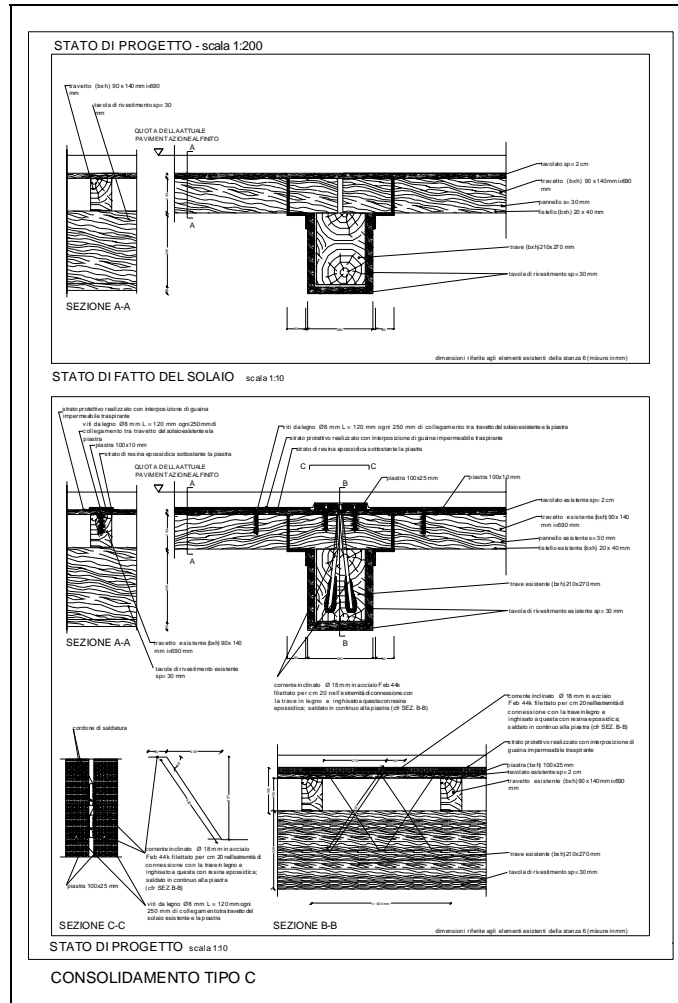 STATO DI PROGETTO - scala 1:200
travetto (bxh) 90 x 140 mm i=690
mm
tavola di rivestimento sp= 30
mm
QUOTA DELLA ATTUALE
PAVIMENTAZIONE AL FINITO
A
A
tavolato sp= 2 cm
travetto (bxh) 90 x 140mm i=690
mm
pannello s= 30 mm
listello (bxh) 20 x 40 mm
trave (bxh) 210x270 mm
tavola di rivestimento sp=30 mm
SEZIONE A-A
dimensioni riferite agli elementi esistenti della stanza 6 (misure in mm)
STATO DI FATTO DEL SOLAIO scala 1:10
strato protettivo realizzato con interposizione di guaina
impermeabile traspirante
viti da legno Ø8 mm L = 120 mm ogni 250 mm di
collegamento tra travetto del solaio esistente e la
piastra
piastra 100x10 mm
strato di resina epossidica sottostante la piastra
QUOTA DELLA ATTUALE
PAVIMENTAZIONE AL FINITO
viti da legno Ø8 mm L = 120 mm ogni 250 mm di collegamento tra travetto del solaio esistente e la piastra
strato protettivo realizzato con interposizione di guaina impermeabile traspirante
strato di resina epossidica sottostante la piastra
C C
piastra 100x25 mm
piastra 100x10 mm
A
B
A
B
tavolato esistente sp= 2 cm
travetto esistente (bxh) 90 x 140
mm i=690 mm
pannello esistente s= 30 mm
listello esistente (bxh) 20 x 40 mm
trave esistente (bxh) 210x270 mm
tavola di rivestimento esistente sp= 30 mm
SEZIONE A-A
travetto esistente (bxh) 90 x 140
mm i=690 mm
tavola di rivestimento esistente
sp= 30 mm
corrente inclinato Ø 18 mm in acciaio Feb 44k
filettato per cm 20 nell'estremità di connessione con
la trave in legno e inghisato a questa con resina
epossidica; saldato in continuo alla piastra (cfr SEZ. B-B)
corrente inclinato Ø 18 mm in acciaio
Feb 44k filettato per cm 20 nell'estremità di
connessione con la trave in legno e
inghisato a questa con resina epossidica;
saldato in continuo alla piastra (cfr SEZ. B-B)
strato protettivo realizzato con interposizione di
guaina impermeabile traspirante
piastra (bxh) 100x25 mm
tavolato esistente sp= 2 cm
travetto esistente (bxh) 90 x 140mm i=690
mm
trave esistente (bxh) 210x270 mm
tavola di rivestimento sp=30 mm
cordone di saldatura
corrente inclinato Ø 18 mm in acciaio
Feb 44k filettato per cm 20 nell'estremità di
connessione con la trave in legno e
inghisato a questa con resina epossidica;
saldato in continuo alla piastra
(cfr SEZ. B-B)
piastra 100x25 mm
viti da legno Ø8 mm L = 120 mm ogni
250 mm di collegamento tra travetto del
solaio esistente e la piastra
SEZIONE C-C
SEZIONE B-B
dimensioni riferite agli elementi esistenti della stanza 6 (misure in mm)
STATO DI PROGETTO scala 1:10
CONSOLIDAMENTO TIPO C